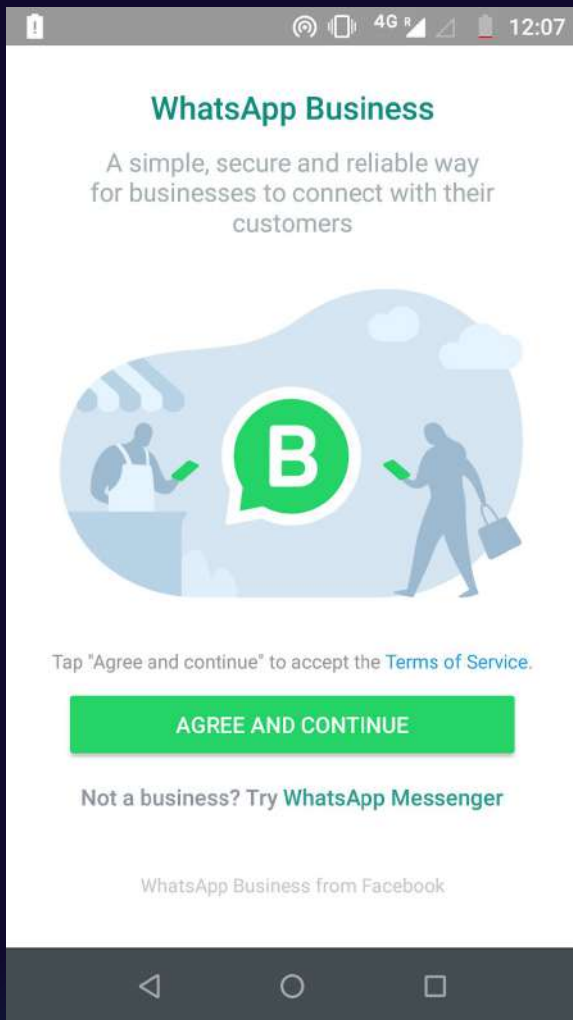 4G R 12:07
WhatsApp Business
A simple, secure and reliable way
for businesses to connect with their
customers
B
Tap "Agree and continue" to accept the Terms of Service.
AGREE AND CONTINUE
Not a business? Try WhatsApp Messenger
WhatsApp Business from Facebook